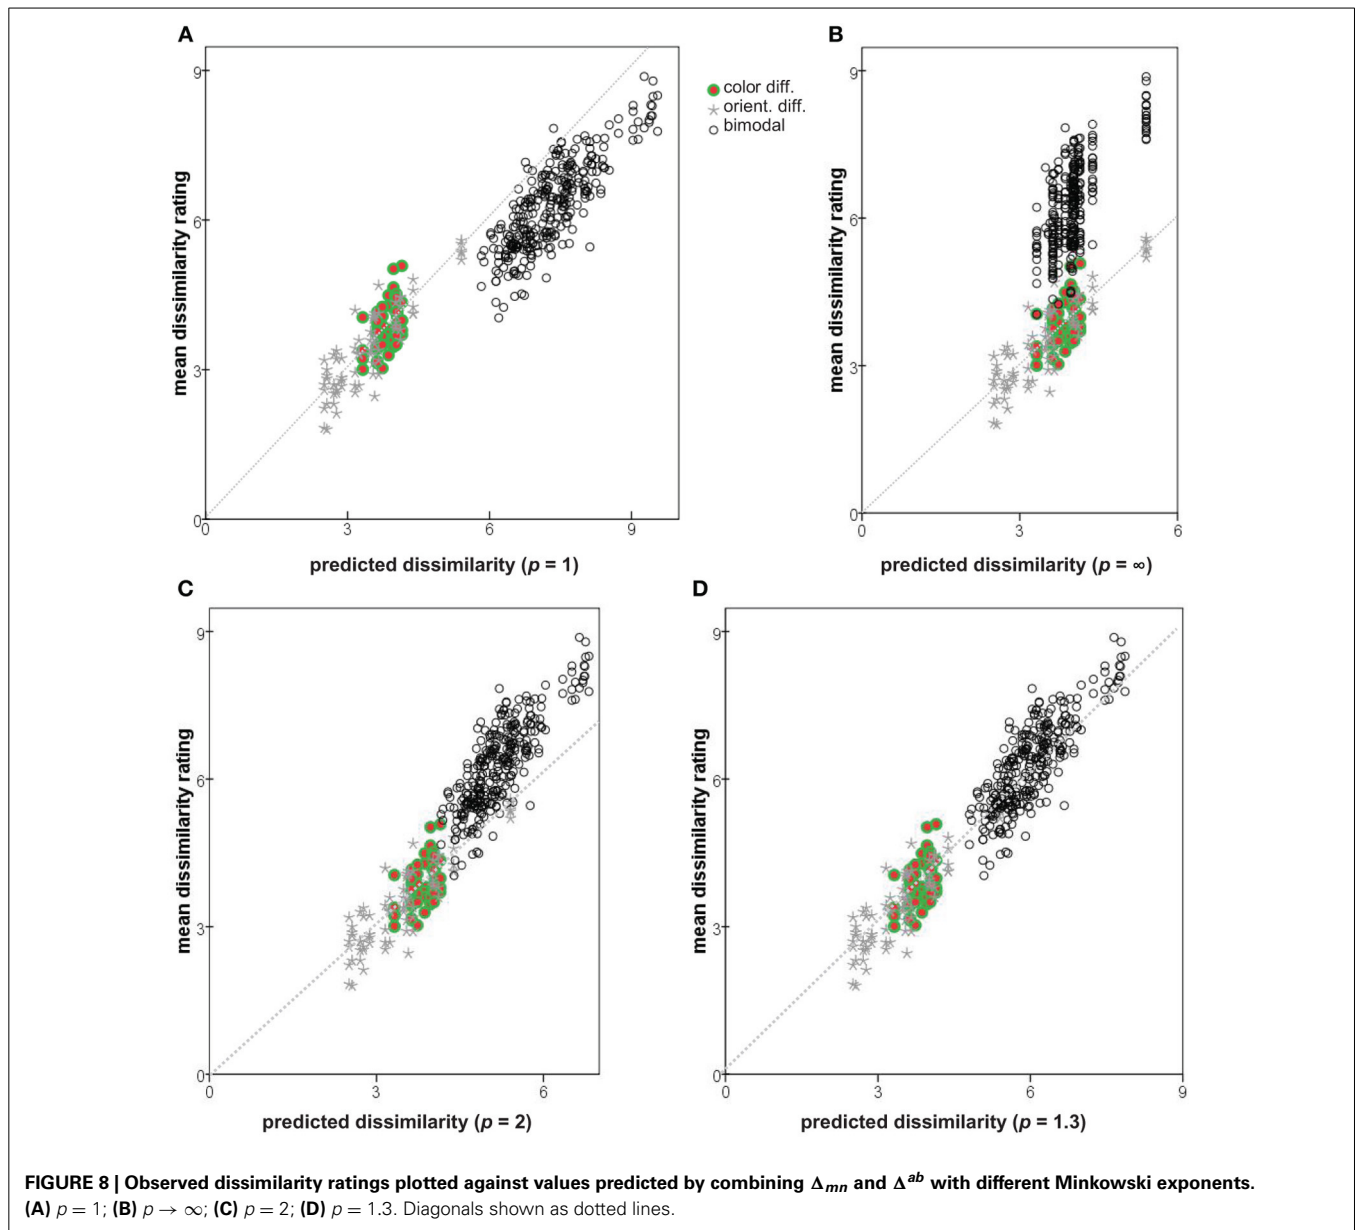 A
9
6
3
0
0
3
6
9
mean dissimilarity rating
predicted dissimilarity (p = 1)
color diff.
orient. diff.
bimodal
B
9
6
3
0
0
3
6
mean dissimilarity rating
predicted dissimilarity (p = ∞)
C
9
6
3
0
0
3
6
mean dissimilarity rating
predicted dissimilarity (p = 2)
D
9
6
3
0
0
3
6
9
mean dissimilarity rating
predicted dissimilarity (p = 1.3)
FIGURE 8 | Observed dissimilarity ratings plotted against values predicted by combining Δmn and Δab with different Minkowski exponents.
(A) p = 1; (B) p → ∞; (C) p = 2; (D) p = 1.3. Diagonals shown as dotted lines.